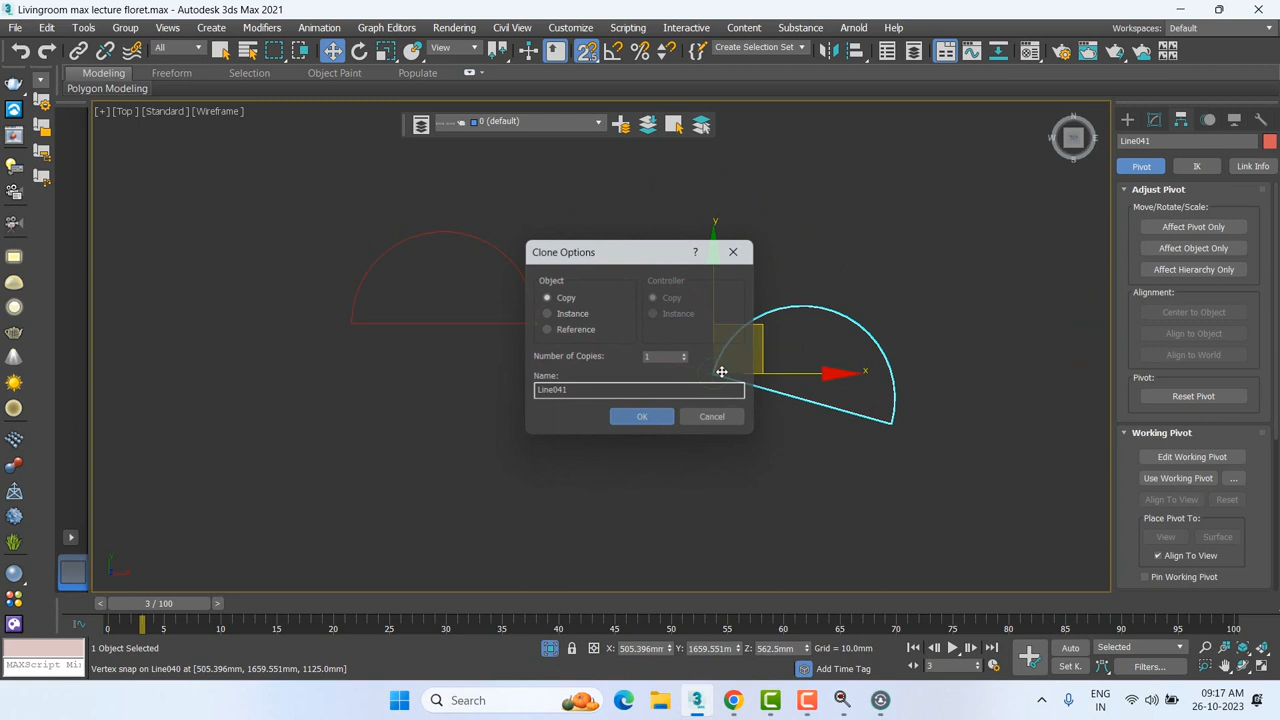 Livingroom max lecture floret.max - Autodesk 3ds Max 2021
File Edit Tools Group Views Create Modifiers Animation Graph Editors Rendering Civil View Customize Scripting Interactive Content Substance Arnold Help
Workspaces: Default
All
View
Create Selection Set
Modeling Freeform Selection Object Paint Populate
Polygon Modeling
[+] [Top ] [Standard ] [Wireframe ]
0 (default)
Line041
Pivot IK Link Info
Adjust Pivot
Move/Rotate/Scale:
Affect Pivot Only
Affect Object Only
Affect Hierarchy Only
Alignment:
Center to Object
Align to Object
Align to World
Pivot:
Reset Pivot
Working Pivot
Edit Working Pivot
Use Working Pivot ...
Align To View Reset
Place Pivot To:
View Surface
Align To View
Pin Working Pivot
y
x
Clone Options ?
Object Controller
Copy Copy
Instance Instance
Reference
Number of Copies: 1
Name:
Line041
OK Cancel
< 3 / 100 >
0 5 10 15 20 25 30 35 40 45 50 55 60 65 70 75 80 85 90 95 100
1 Object Selected
X: 505.396mm Y: 1659.551mm Z: 562.5mm Grid = 10.0mm
Auto Selected
MAXScript Mi
Vertex snap on Line040 at [505.396mm, 1659.551mm, 1125.0mm]
Add Time Tag
3
Set K. Filters...
Search
ENG
IN
09:17 AM
26-10-2023